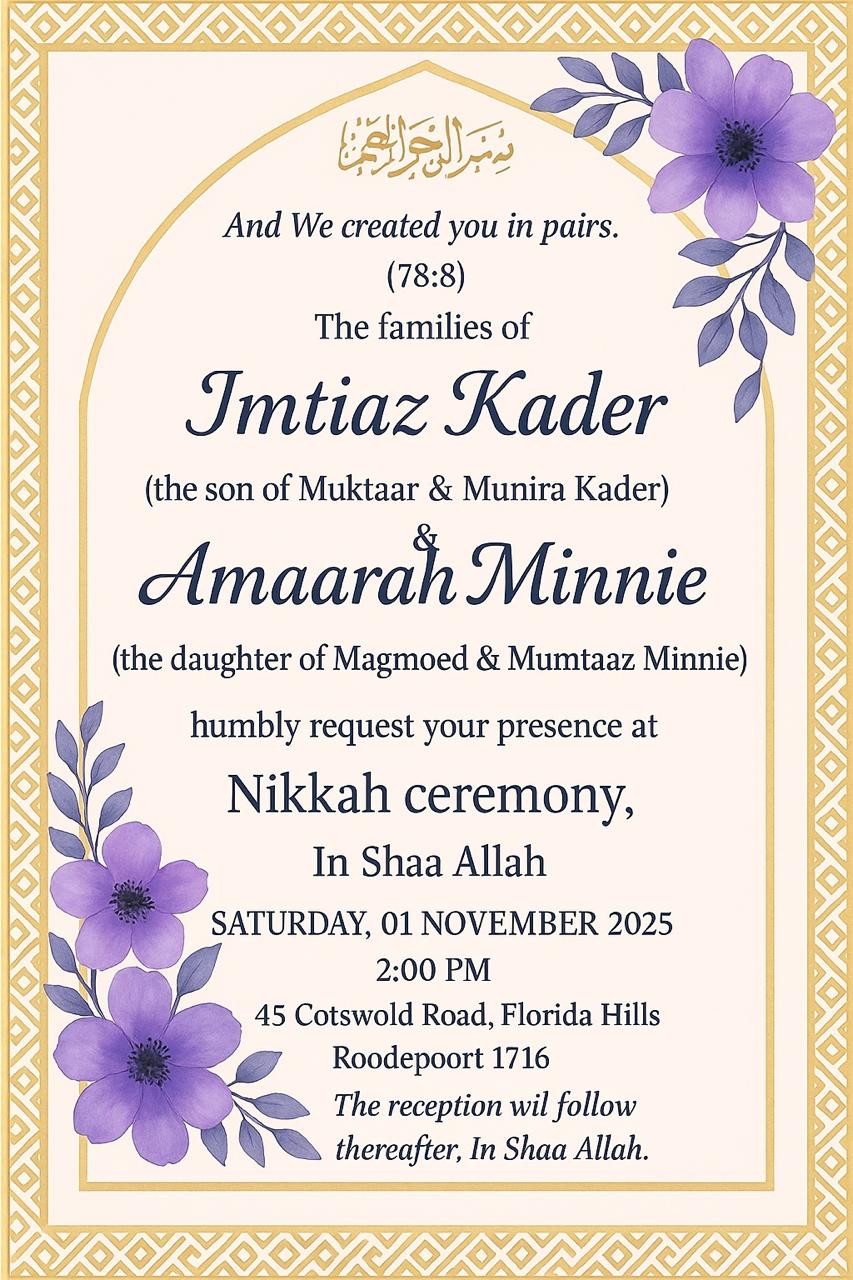 And We created you in pairs.
(78:8)
The families of
Imtiaz Kader
(the son of Muktaar & Munira Kader)
&
Amaarah Minnie
(the daughter of Magmoed & Mumtaaz Minnie)
humbly request your presence at
Nikkah ceremony,
In Shaa Allah
SATURDAY, 01 NOVEMBER 2025
2:00 PM
45 Cotswold Road, Florida Hills
Roodepoort 1716
The reception wil follow
thereafter, In Shaa Allah.